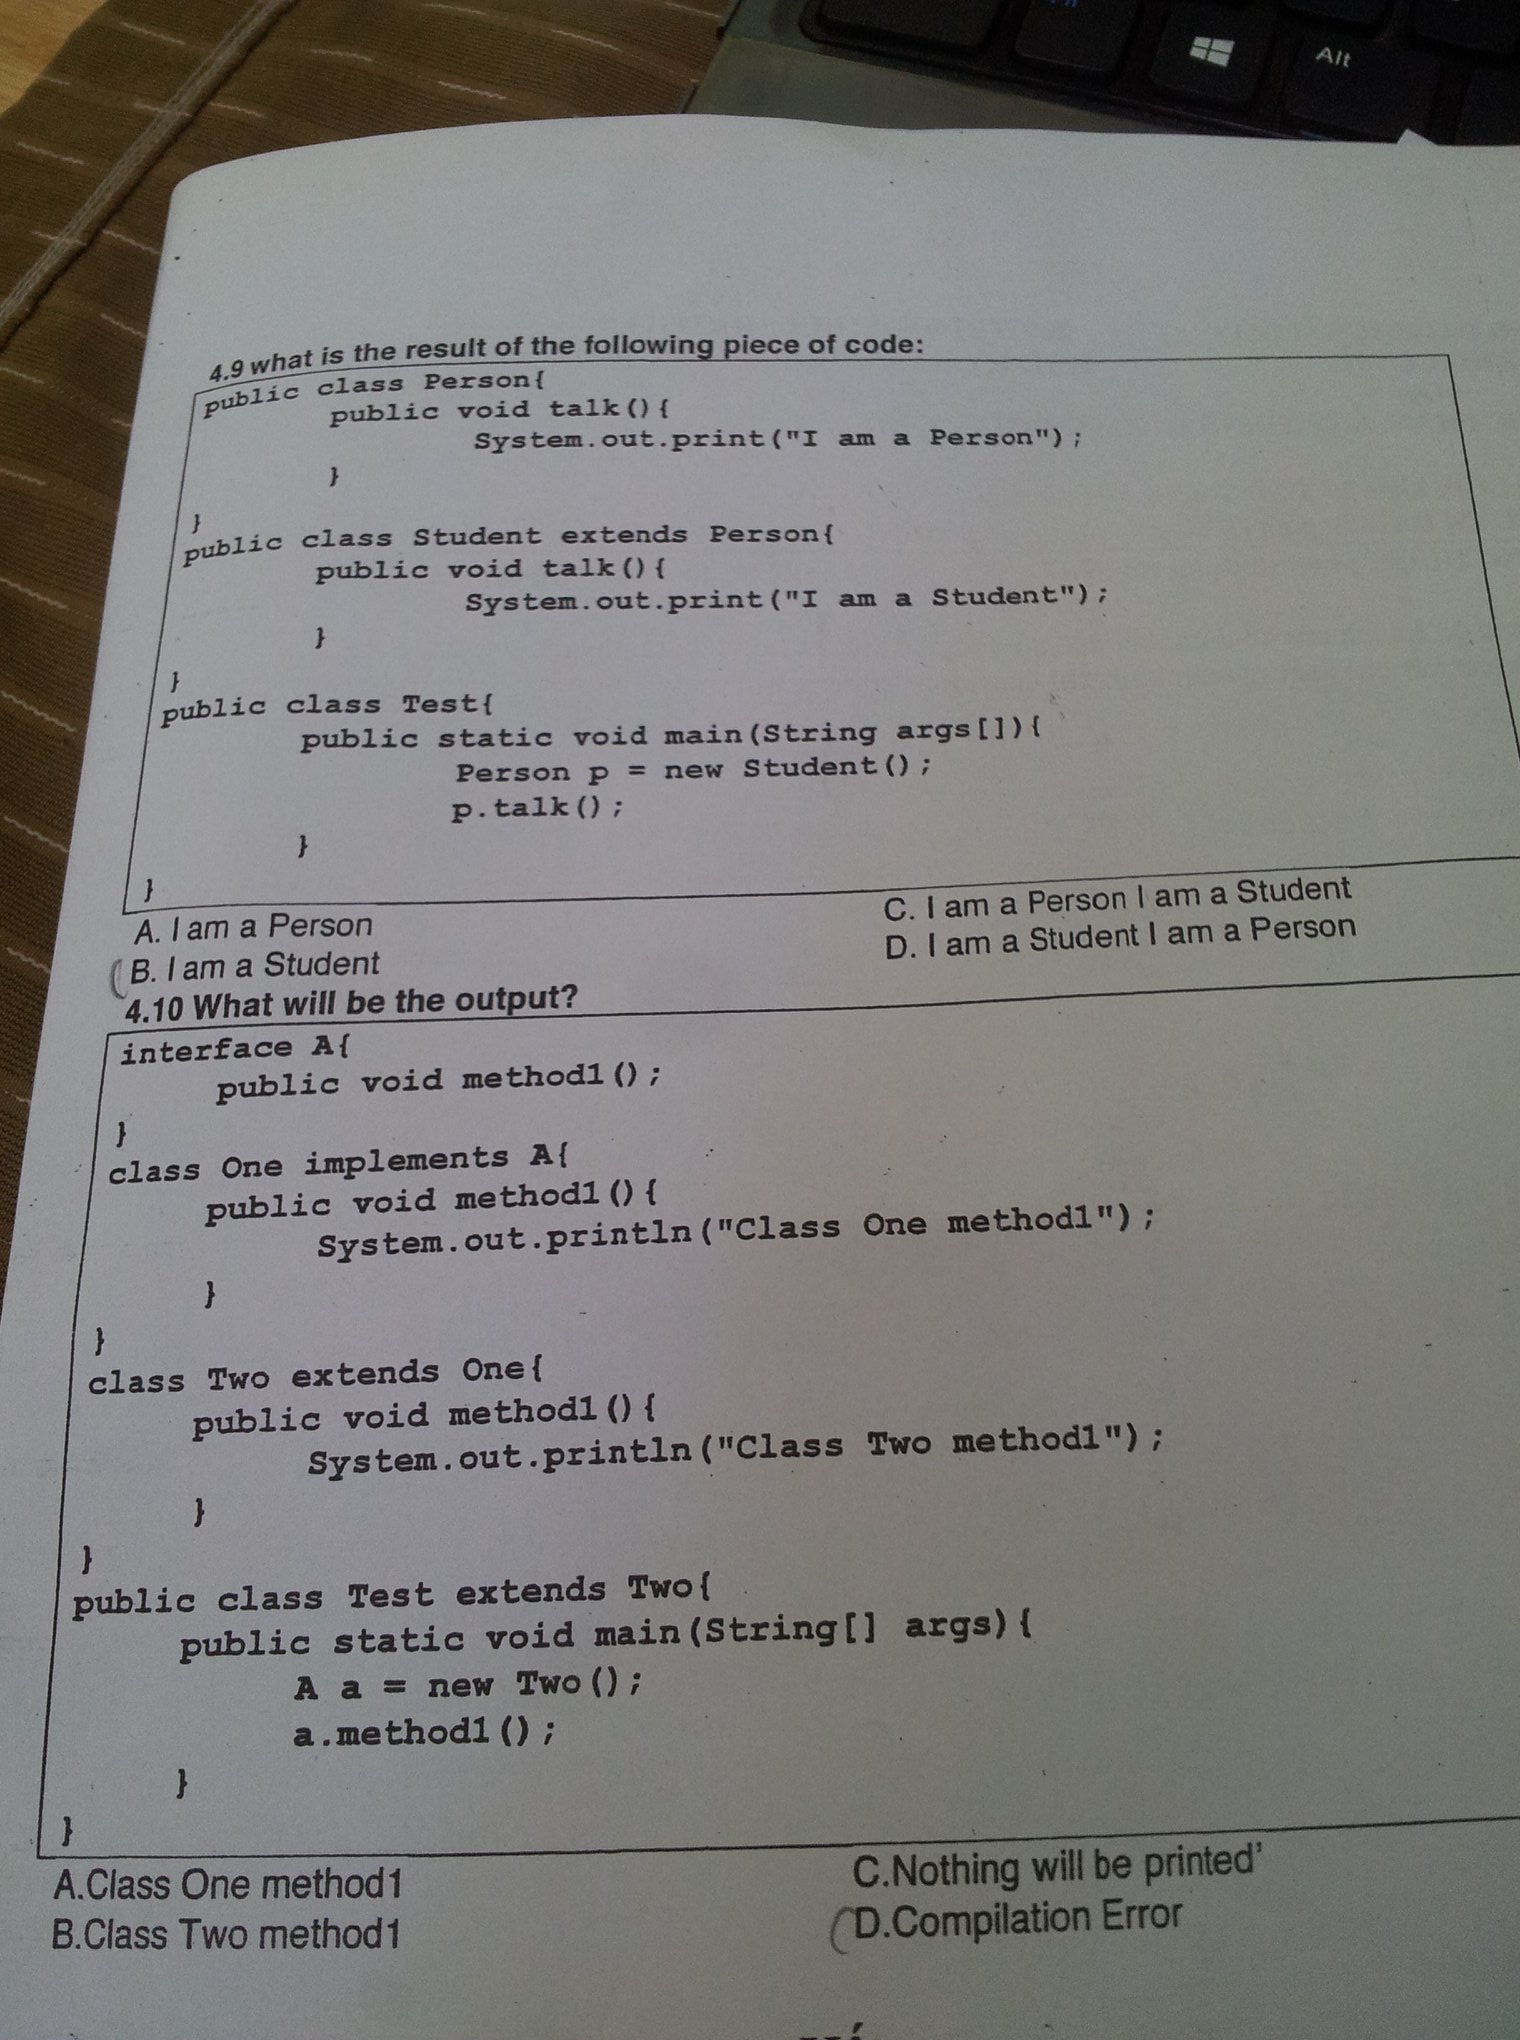 Alt
4.9 what is the result of the following piece of code:
public class Person{
public void talk(){
System.out.print("I am a Person");
}
}
public class Student extends Person{
public void talk(){
System.out.print("I am a Student");
}
}
public class Test{
public static void main(String args[]){
Person p = new Student();
p.talk();
}
}
A. I am a Person
B. I am a Student
C. I am a Person I am a Student
D. I am a Student I am a Person
4.10 What will be the output?
interface A{
public void method1();
}
class One implements A{
public void method1(){
System.out.println("Class One method1");
}
}
class Two extends One{
public void method1(){
System.out.println("Class Two method1");
}
}
public class Test extends Two{
public static void main(String[] args){
A a = new Two();
a.method1();
}
}
A.Class One method1
B.Class Two method1
C.Nothing will be printed'
D.Compilation Error